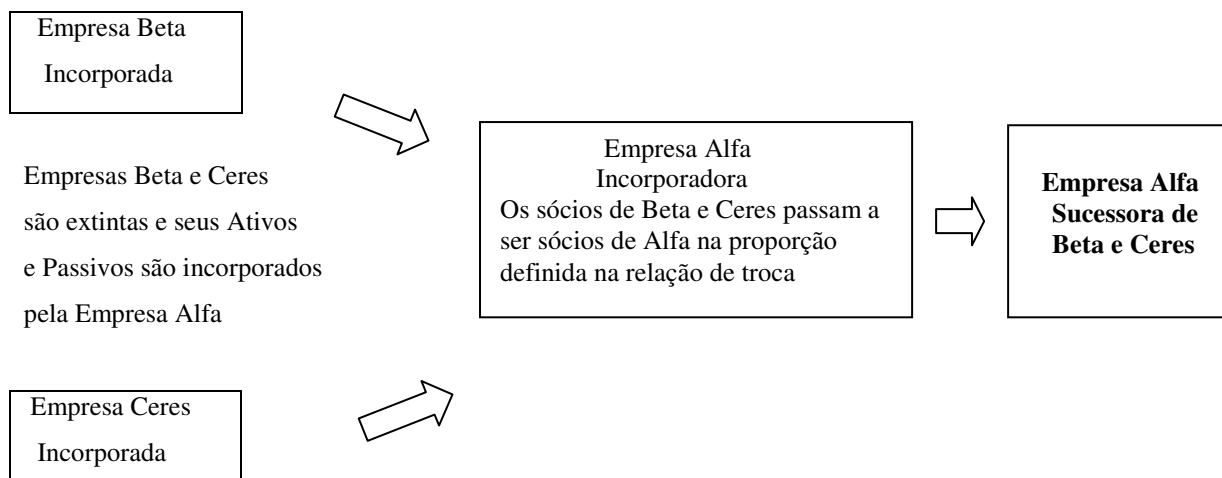 Empresa Beta
Incorporada
Empresas Beta e Ceres
são extintas e seus Ativos
e Passivos são incorporados
pela Empresa Alfa
Empresa Ceres
Incorporada
Empresa Alfa
Incorporadora
Os sócios de Beta e Ceres passam a
ser sócios de Alfa na proporção
definida na relação de troca
Empresa Alfa
Sucessora de
Beta e Ceres